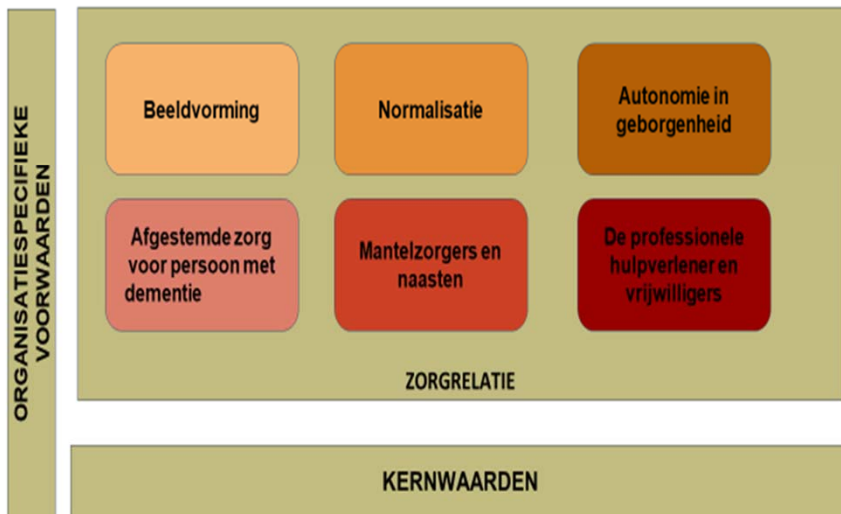 ORGANISATIESPECIFIEKE
VOORWAARDEN
Beeldvorming
Normalisatie
Autonomie in
geborgenheid
Afgestemde zorg
voor persoon met
dementie
Mantelzorgers en
naasten
De professionele
hulpverlener en
vrijwilligers
ZORGRELATIE
KERNWAARDEN